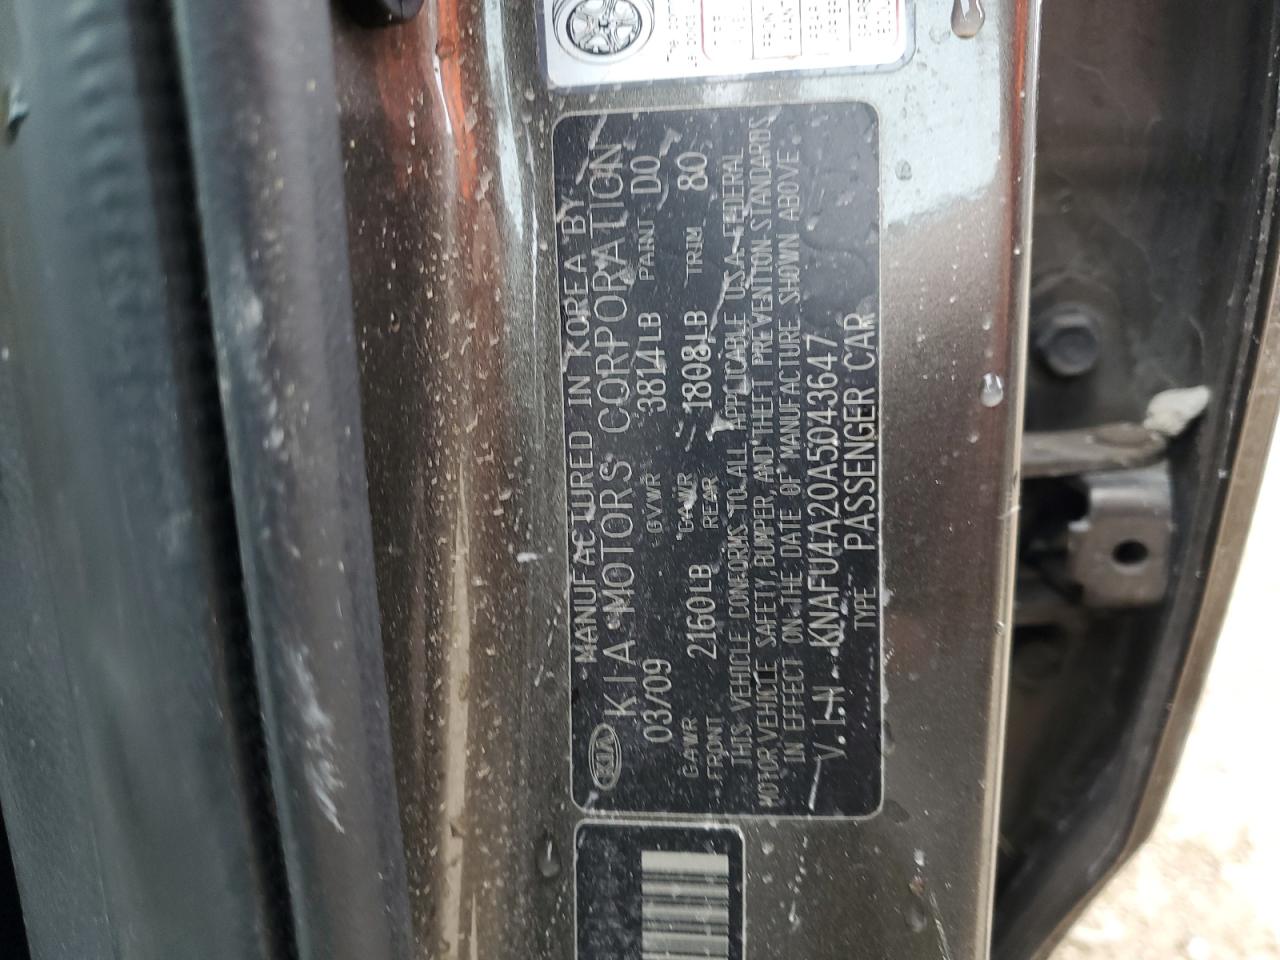 MANUFACTURED IN KOREA BY
KIA KIA MOTORS CORPORATION
03/09 GVWR 3814LB PAINT D0
GAWR FRONT 2160LB GAWR REAR 1808LB TRIM 80
THIS VEHICLE CONFORMS TO ALL APPLICABLE U.S.A. FEDERAL
MOTOR VEHICLE SAFETY, BUMPER, AND THEFT PREVENTION STANDARDS
IN EFFECT ON THE DATE OF MANUFACTURE SHOWN ABOVE.
V.I.N KNAFU4A20A5043647
TYPE PASSENGER CAR